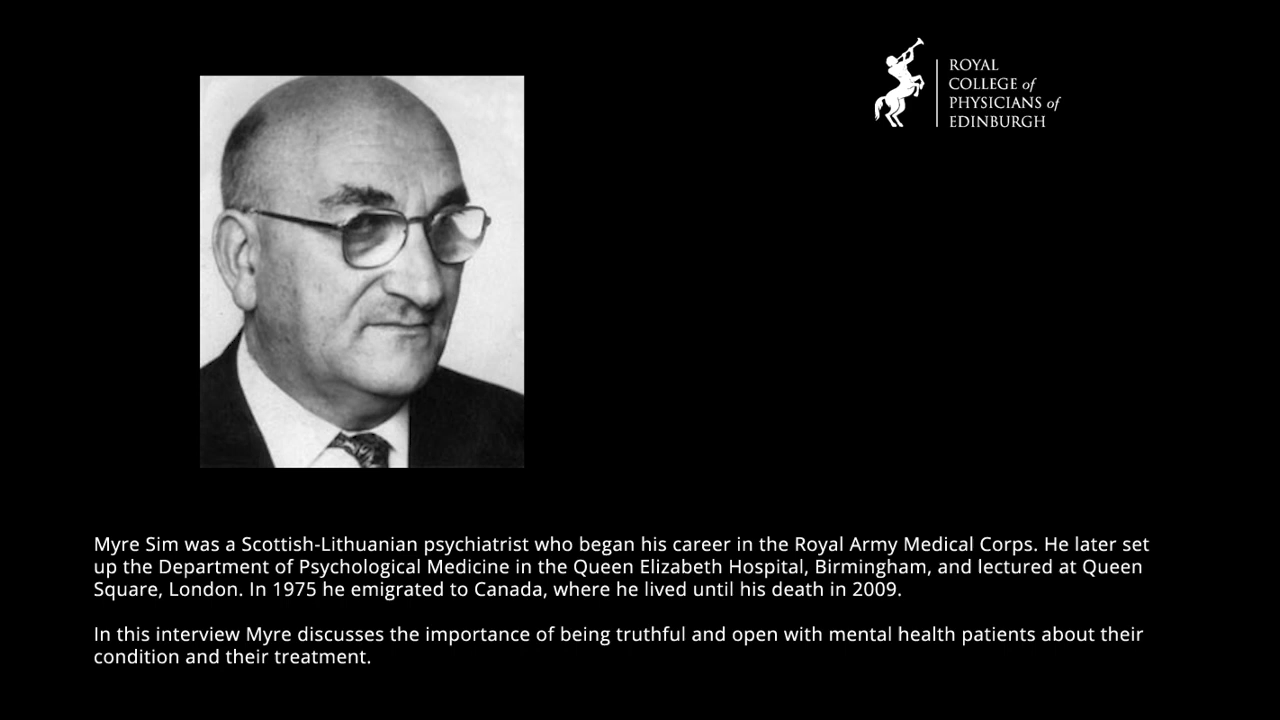 ROYAL
COLLEGE of
PHYSICIANS of
EDINBURGH
Myre Sim was a Scottish-Lithuanian psychiatrist who began his career in the Royal Army Medical Corps. He later set
up the Department of Psychological Medicine in the Queen Elizabeth Hospital, Birmingham, and lectured at Queen
Square, London. In 1975 he emigrated to Canada, where he lived until his death in 2009.
In this interview Myre discusses the importance of being truthful and open with mental health patients about their
condition and their treatment.